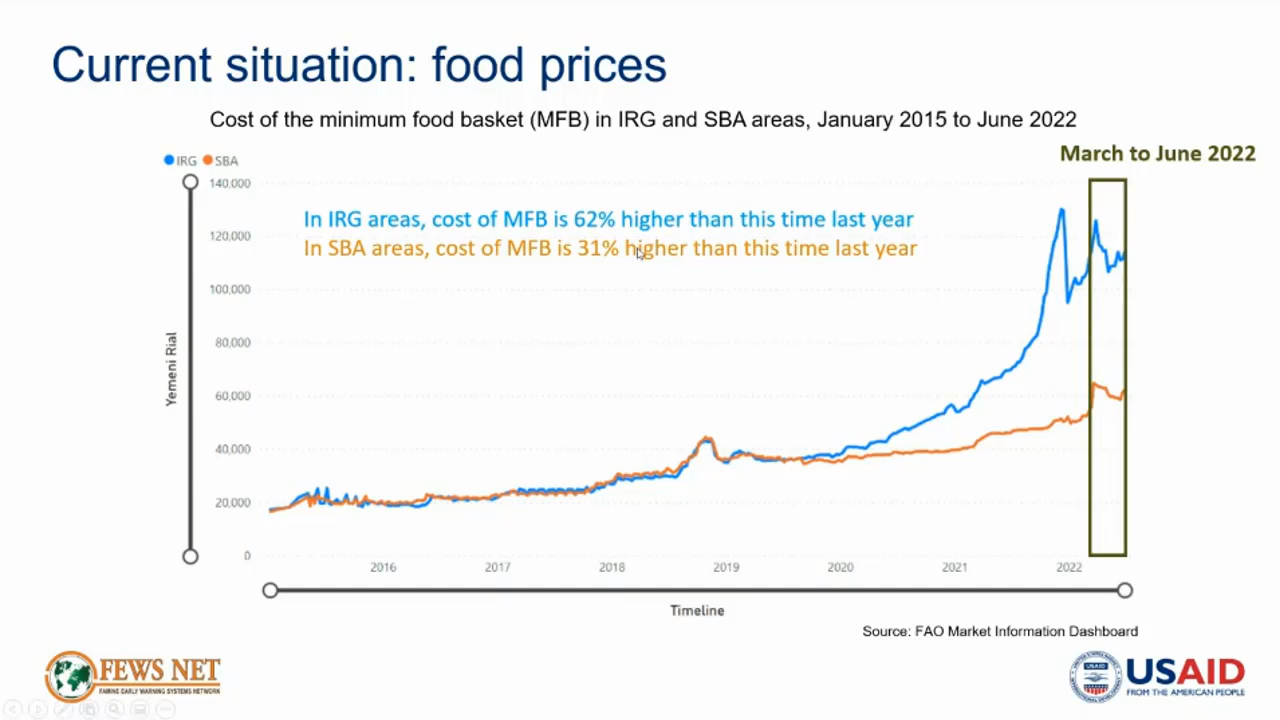 Current situation: food prices
Cost of the minimum food basket (MFB) in IRG and SBA areas, January 2015 to June 2022
March to June 2022
IRG SBA
140,000
In IRG areas, cost of MFB is 62% higher than this time last year
120,000
In SBA areas, cost of MFB is 31% higher than this time last year
100,000
80,000
Yemeni Rial
60,000
40,000
20,000
0
2016 2017 2018 2019 2020 2021 2022
Timeline
Source: FAO Market Information Dashboard
FEWS NET
FAMINE EARLY WARNING SYSTEMS NETWORK
USAID
USAID
FROM THE AMERICAN PEOPLE